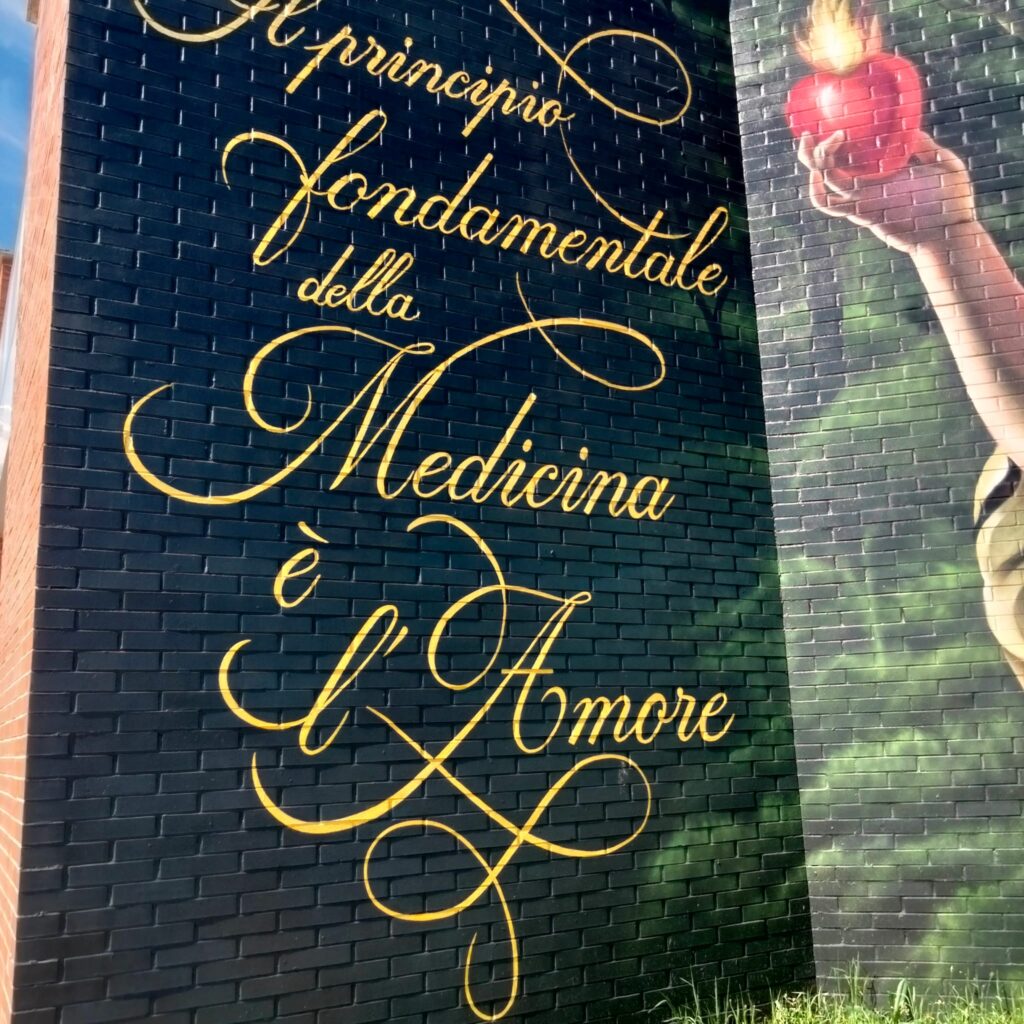 Il principio
fondamentale
della
Medicina
è
l'Amore